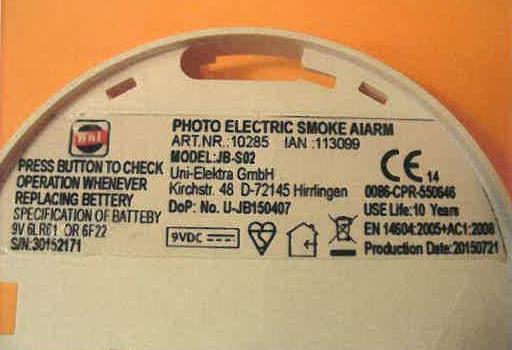 PHOTO ELECTRIC SMOKE AIARM
ART.NR.:10285 IAN :113099
MODEL:JB-S02
Uni-Elektra GmbH
Kirchstr. 48 D-72145 Hirrlingen
DoP: No. U-JB150407
9VDC
uni
PRESS BUTTON TO CHECK
OPERATION WHENEVER
REPLACING BETTERY
SPECIFICATION OF BATTEBY
9V 6LR61 OR 6F22
S/N:30152171
CE 14
0086-CPR-550646
USE Life:10 Years
EN 14604:2005+AC1:2008
Production Date:20150721